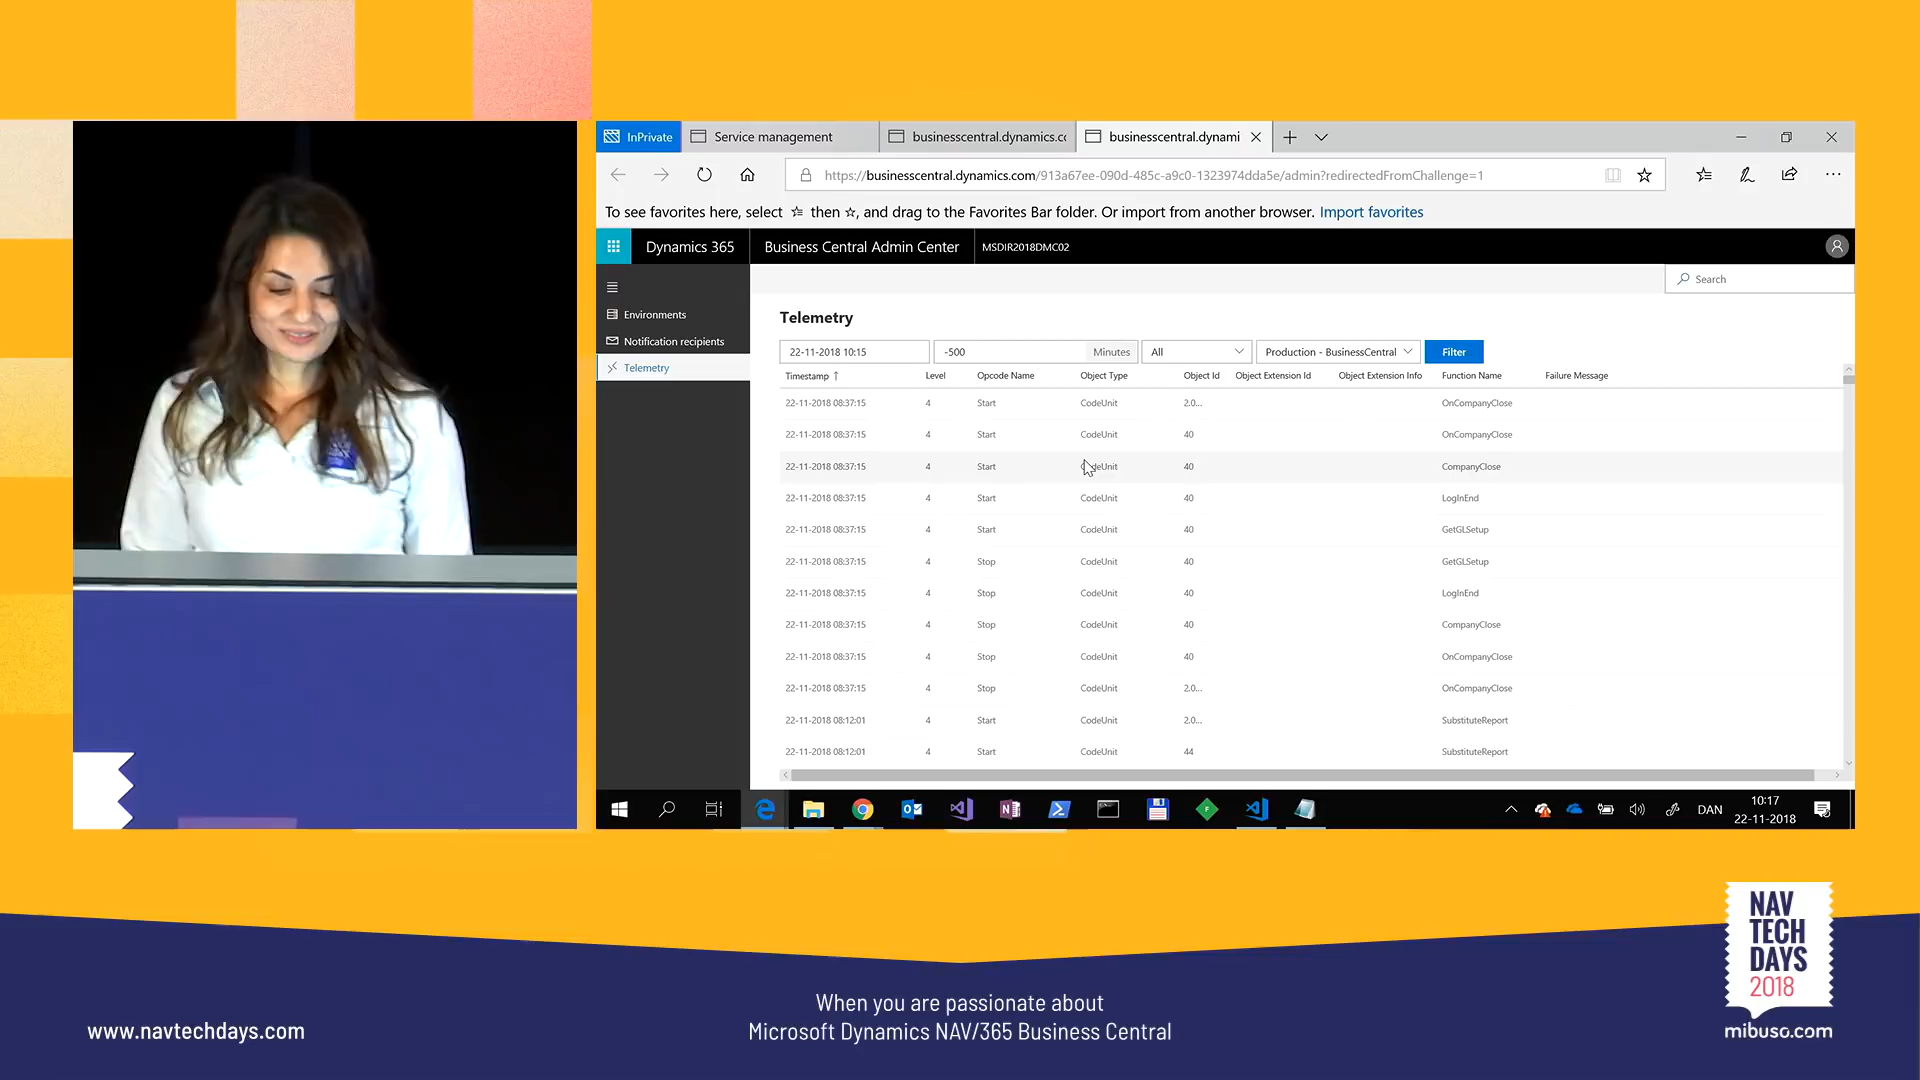 InPrivate
Service management
businesscentral.dynamics.cc
businesscentral.dynami
https://businesscentral.dynamics.com/913a67ee-090d-485c-a9c0-1323974dda5e/admin?redirectedFromChallenge=1
To see favorites here, select then , and drag to the Favorites Bar folder. Or import from another browser. Import favorites
Dynamics 365
Business Central Admin Center
MSDIR2018DMC02
Search
Environments
Notification recipients
Telemetry
Telemetry
22-11-2018 10:15 -500 Minutes All Production - BusinessCentral Filter
Timestamp Level Opcode Name Object Type Object Id Object Extension Id Object Extension Info Function Name Failure Message
22-11-2018 08:37:15 4 Start CodeUnit 2.0... OnCompanyClose
22-11-2018 08:37:15 4 Start CodeUnit 40 OnCompanyClose
22-11-2018 08:37:15 4 Start CodeUnit 40 CompanyClose
22-11-2018 08:37:15 4 Start CodeUnit 40 LogInEnd
22-11-2018 08:37:15 4 Start CodeUnit 40 GetGLSetup
22-11-2018 08:37:15 4 Stop CodeUnit 40 GetGLSetup
22-11-2018 08:37:15 4 Stop CodeUnit 40 LogInEnd
22-11-2018 08:37:15 4 Stop CodeUnit 40 CompanyClose
22-11-2018 08:37:15 4 Stop CodeUnit 40 OnCompanyClose
22-11-2018 08:37:15 4 Stop CodeUnit 2.0... OnCompanyClose
22-11-2018 08:12:01 4 Start CodeUnit 2.0... SubstituteReport
22-11-2018 08:12:01 4 Start CodeUnit 44 SubstituteReport
DAN
10:17
22-11-2018
NAV
TECH
DAYS
2018
mibuso.com
www.navtechdays.com
When you are passionate about
Microsoft Dynamics NAV/365 Business Central